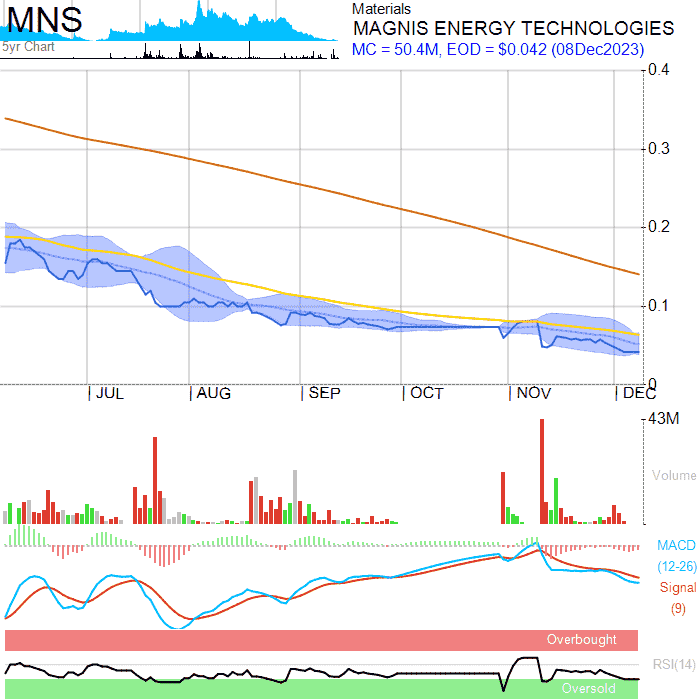 MNS
5yr Chart
Materials
MAGNIS ENERGY TECHNOLOGIES
MC = 50.4M, EOD = $0.042 (08Dec2023)
0.4
0.3
0.2
0.1
0
JUL AUG SEP OCT NOV DEC
43M
Volume
MACD
(12-26)
Signal
(9)
Overbought
RSI(14)
Oversold